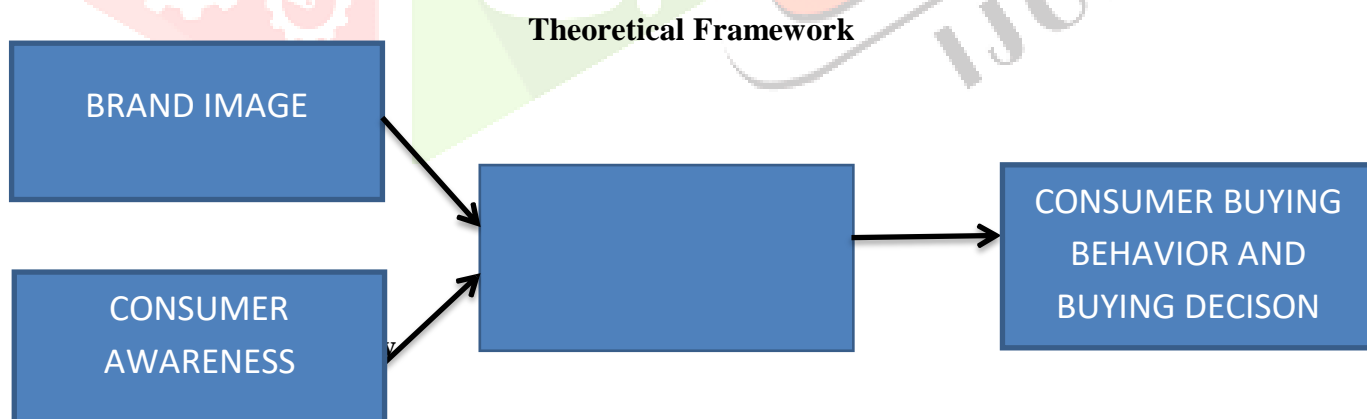 Theoretical Framework
BRAND IMAGE
CONSUMER
AWARENESS
CONSUMER BUYING
BEHAVIOR AND
BUYING DECISON